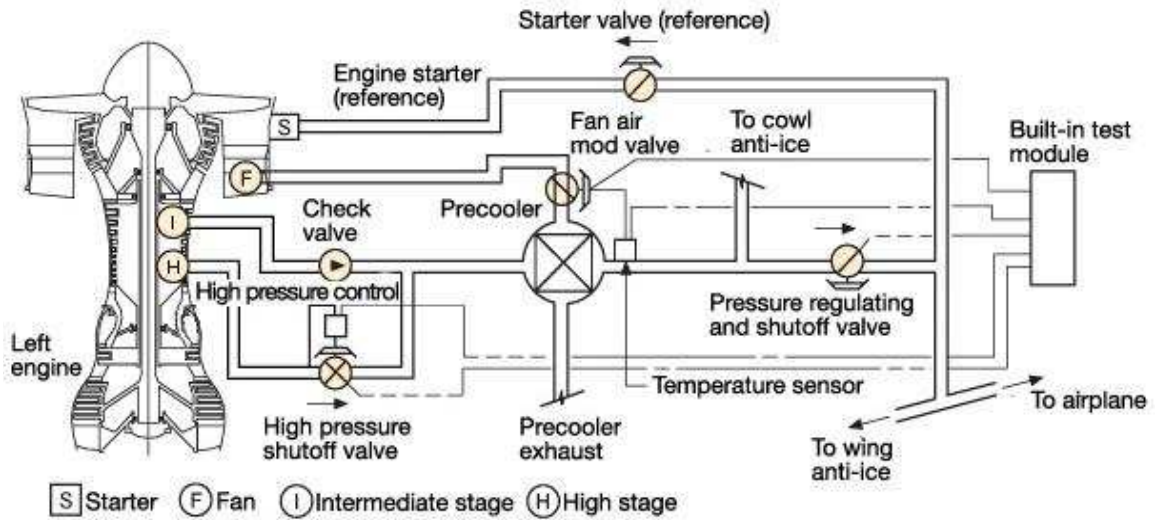 Starter valve (reference)
Engine starter
(reference)
S
Fan air
mod valve
To cowl
anti-ice
Built-in test
module
F
Precooler
I
Check
valve
H
High pressure control
Pressure regulating
and shutoff valve
Left
engine
Temperature sensor
To airplane
High pressure
shutoff valve
Precooler
exhaust
To wing
anti-ice
S Starter F Fan I Intermediate stage H High stage